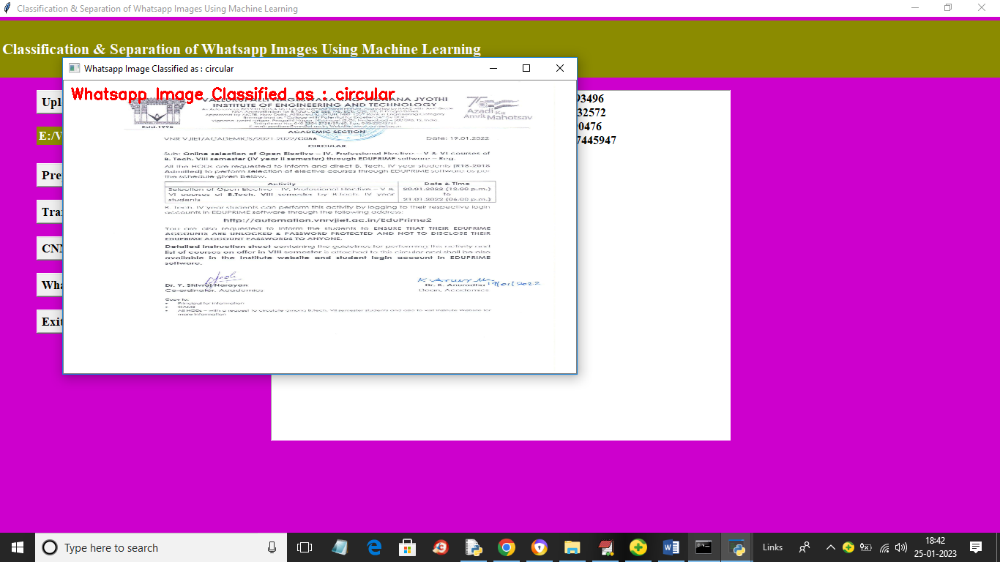 Classification & Separation of Whatsapp Images Using Machine Learning
Classification & Separation of Whatsapp Images Using Machine Learning
Whatsapp Image Classified as : circular
Whatsapp Image Classified as : circular
JYOTHI
INSTITUTE OF ENGINEERING AND TECHNOLOGY
Estd.1995
Azadi Ka
Amrit Mahotsav
ACADEMIC SECTION
VNR VJIET/ACADEMICS/2021-2022/C056
Date: 19.01.2022
CIRCULAR
Sub: Online selection of Open Elective – IV, Professional Elective – V & VI courses of
B. Tech. VIII semester (IV year II semester) through EDUPRIME software – Reg.
All the HODs are requested to inform and direct B. Tech. IV year students (R18-2018
Admitted) to perform selection of elective courses through EDUPRIME software as per
the schedule given below.
Activity
Date & Time
Selection of Open Elective – IV, Professional Elective – V &
VI courses of B.Tech. VIII semester by B.Tech. IV year
students
20.01.2022 (12.00 p.m.)
to
21.01.2022 (06.00 p.m.)
B. Tech. IV year students can perform this activity by logging to their respective login
accounts in EDUPRIME software through the following address:
http://automation.vnrvjiet.ac.in/EduPrime2
You are also requested to inform the students to ENSURE THAT THEIR EDUPRIME
ACCOUNTS ARE UNLOCKED & PASSWORD PROTECTED AND NOT TO DISCLOSE THEIR
EDUPRIME ACCOUNT PASSWORDS TO ANYONE.
Detailed instruction sheet containing the guidelines for performing this activity and
list of courses on offer in VIII semester is attached to this circular and shall be also
available in the institute website and student login account in EDUPRIME
software.
Dr. Y. Shivraj Narayan
Co-ordinator, Academics
19/01/2022
Dr. K. Anuradha
Dean, Academics
Copy to:
Principal for information
CAMS
All HODs – with a request to circulate among B.Tech. VIII semester students and also to visit Institute Website for
more information
Upl
E:/V
Pre
Tra
CN
Wha
Exit
93496
32572
90476
7445947
Type here to search
Links
18:42
25-01-2023